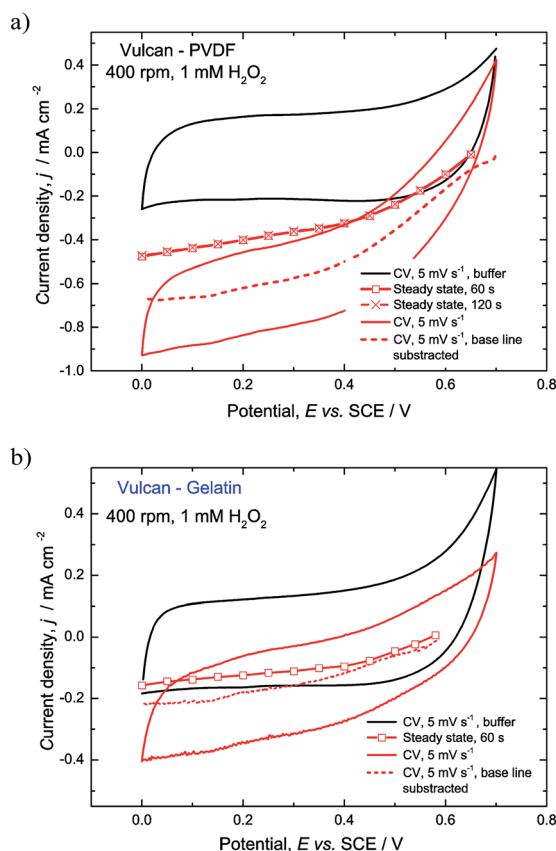 a)
Vulcan - PVDF
400 rpm, 1 mM H₂O₂
0.4
0.2
0.0
-0.2
-0.4
-0.6
-0.8
-1.0
Current density, j / mA cm⁻²
CV, 5 mV s⁻¹, buffer
Steady state, 60 s
Steady state, 120 s
CV, 5 mV s⁻¹
CV, 5 mV s⁻¹, base line
substracted
0.0 0.2 0.4 0.6 0.8
Potential, E vs. SCE / V
b)
Vulcan - Gelatin
400 rpm, 1 mM H₂O₂
0.4
0.2
0.0
-0.2
-0.4
Current density, j / mA cm⁻²
CV, 5 mV s⁻¹, buffer
Steady state, 60 s
CV, 5 mV s⁻¹
CV, 5 mV s⁻¹, base line
substracted
0.0 0.2 0.4 0.6 0.8
Potential, E vs. SCE / V